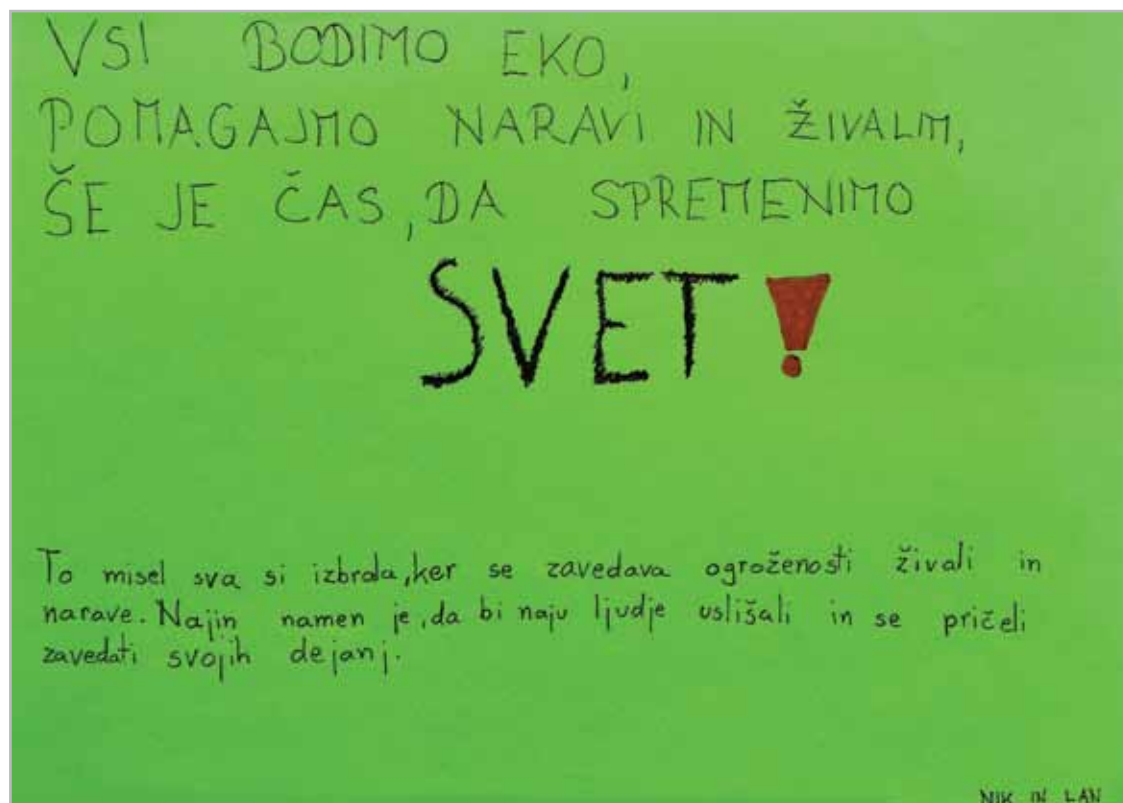 VSI BODIMO EKO,
POMAGAJMO NARAVI IN ŽIVALIM,
ŠE JE ČAS, DA SPREMENIMO
SVET!
To misel sva si izbrala, ker se zavedava ogroženosti živali in
narave. Najin namen je, da bi naju ljudje uslišali in se pričeli
zavedati svojih dejanj.
NIK IN LAN